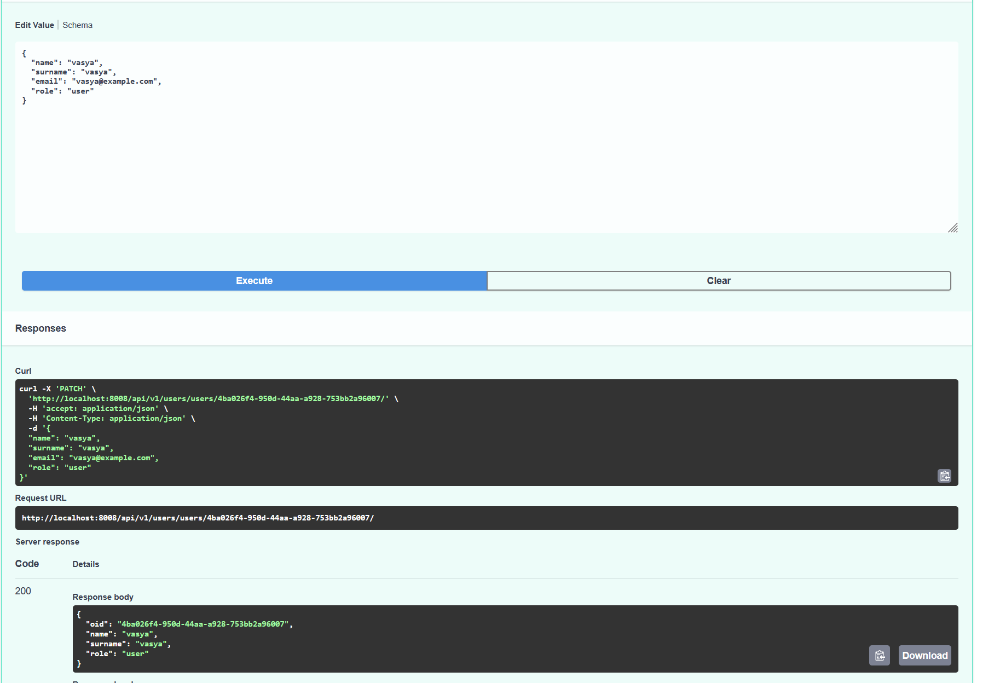 Edit Value | Schema
{
  "name": "vasya",
  "surname": "vasya",
  "email": "vasya@example.com",
  "role": "user"
}
Execute
Clear
Responses
Curl
curl -X 'PATCH' \
  'http://localhost:8008/api/v1/users/users/4ba026f4-950d-44aa-a928-753bb2a96007/' \
  -H 'accept: application/json' \
  -H 'Content-Type: application/json' \
  -d '{
  "name": "vasya",
  "surname": "vasya",
  "email": "vasya@example.com",
  "role": "user"
}'
Request URL
http://localhost:8008/api/v1/users/users/4ba026f4-950d-44aa-a928-753bb2a96007/
Server response
Code Details
200
Response body
{
  "oid": "4ba026f4-950d-44aa-a928-753bb2a96007",
  "name": "vasya",
  "surname": "vasya",
  "role": "user"
}
Download